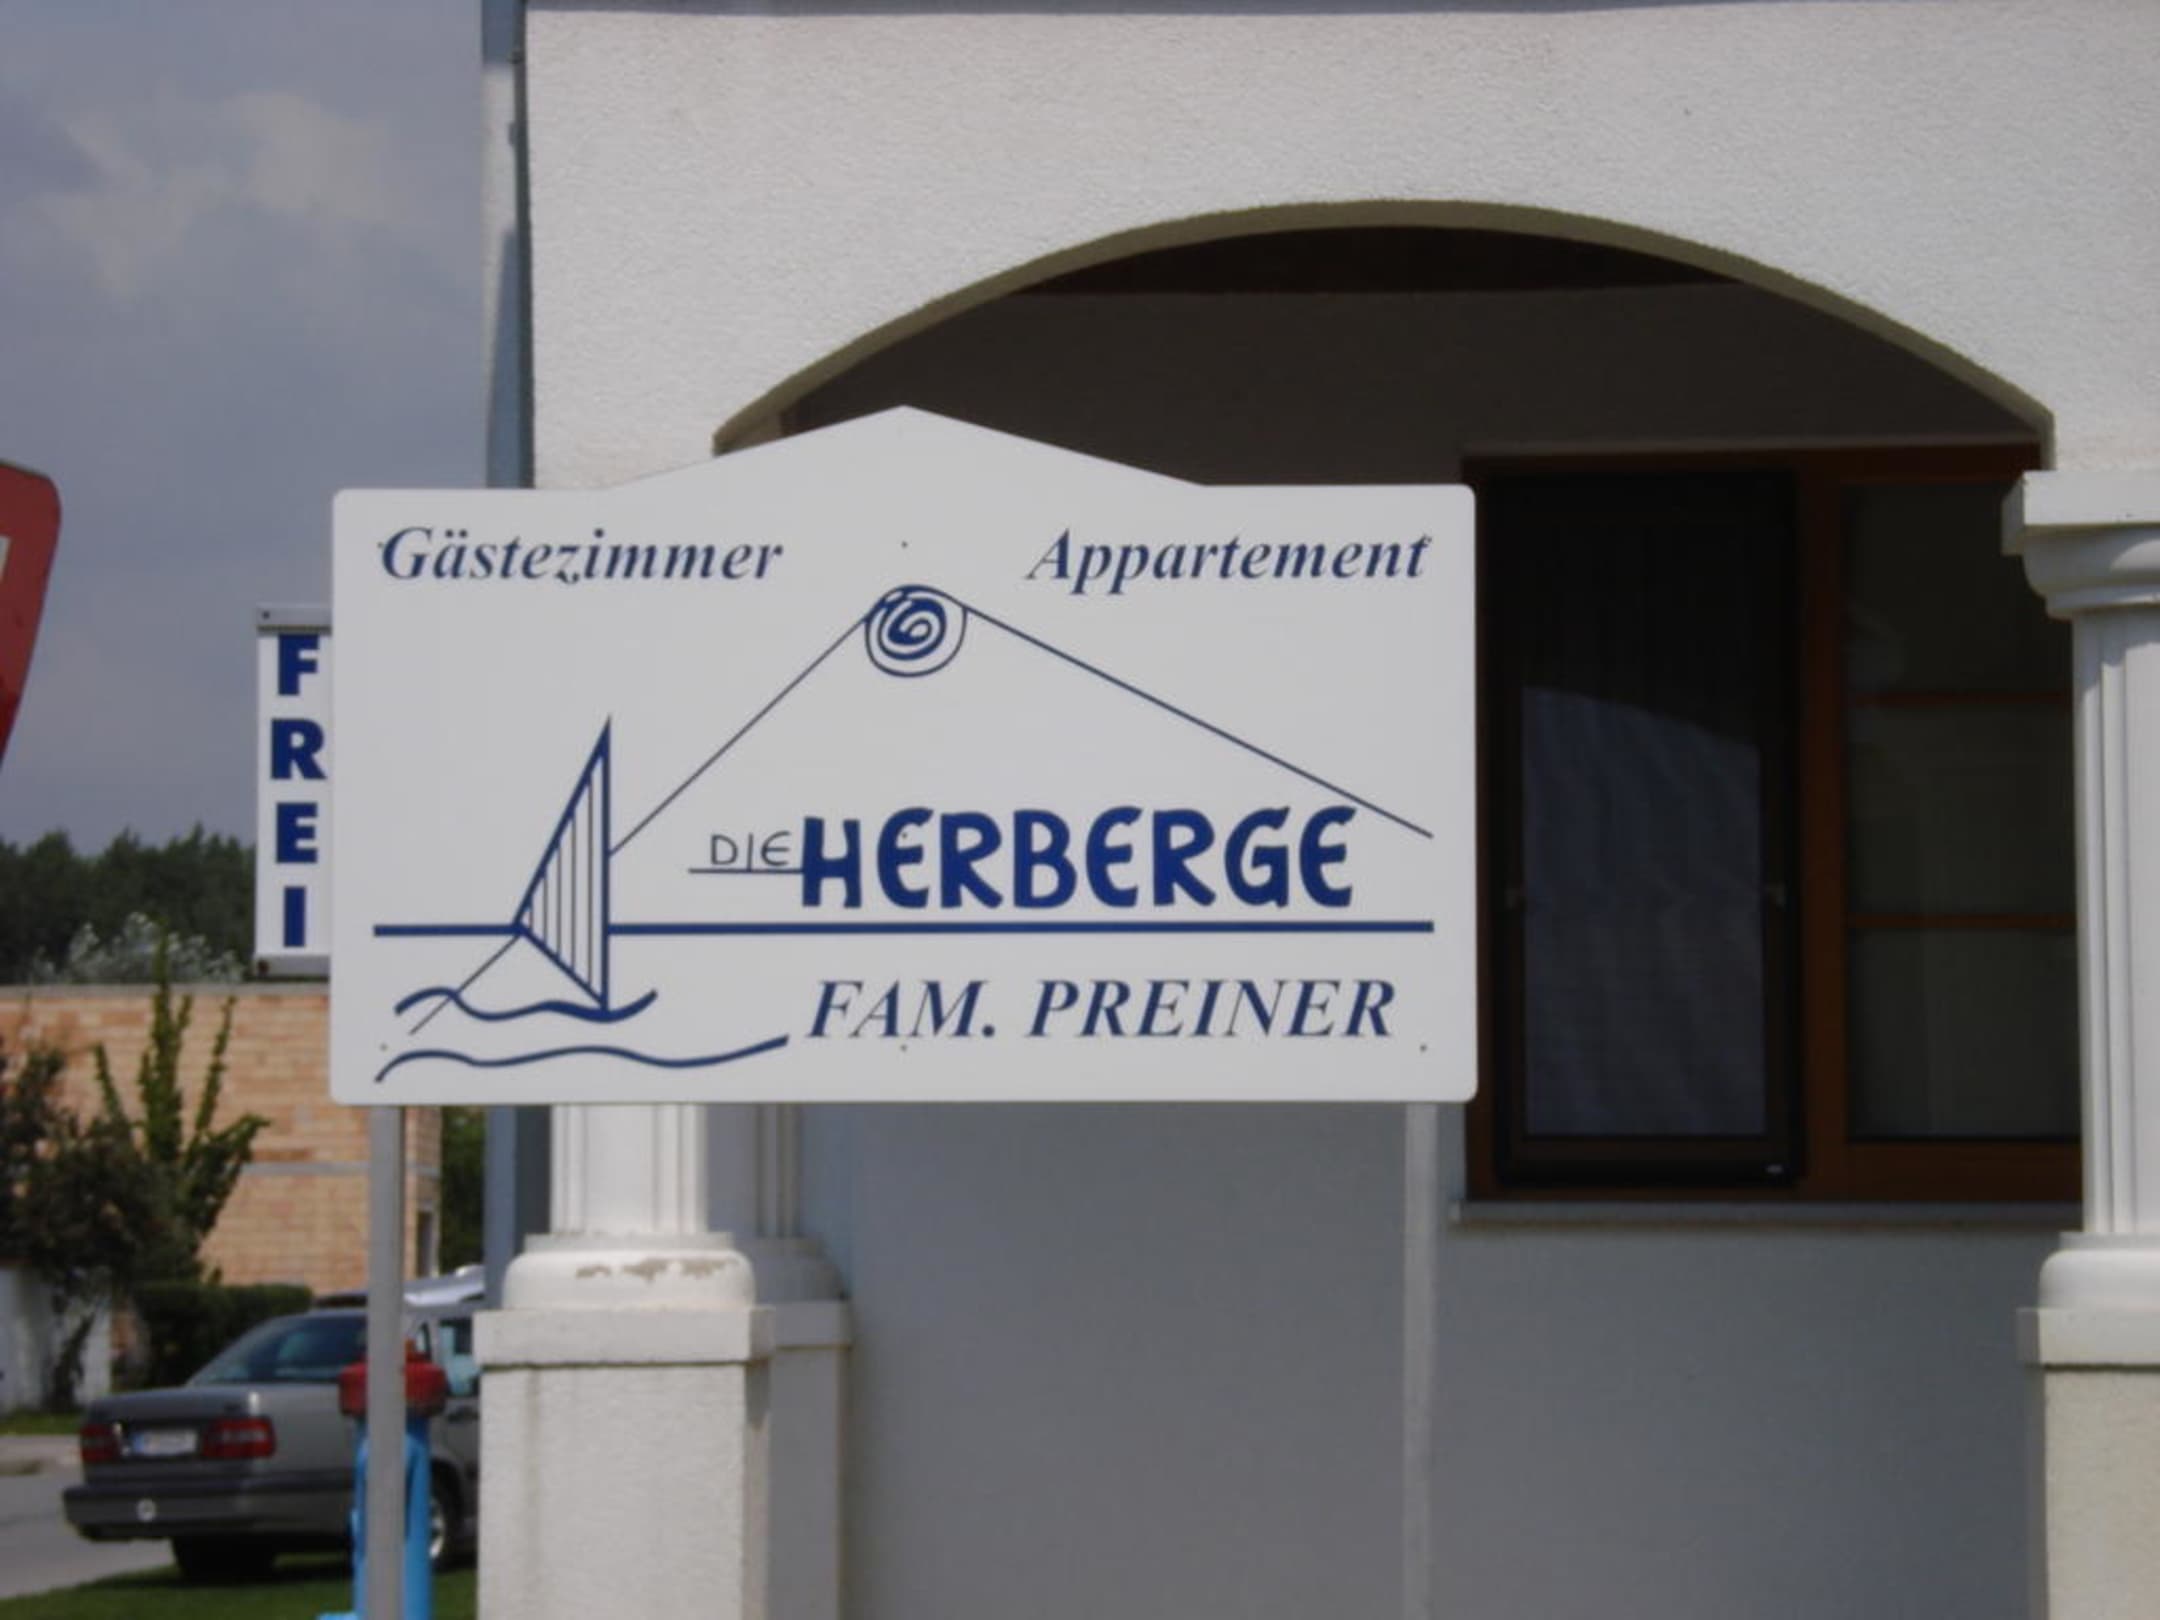 Gästezimmer Appartement
FREI
DIE HERBERGE
FAM. PREINER